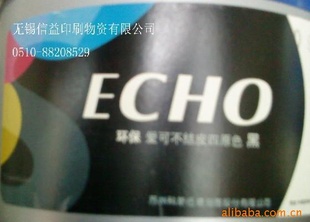 无锡信益印刷物资有限公司
0510-88208529
ECHO
环保 爱可不结皮四原色 黑
alibaba.com.cn